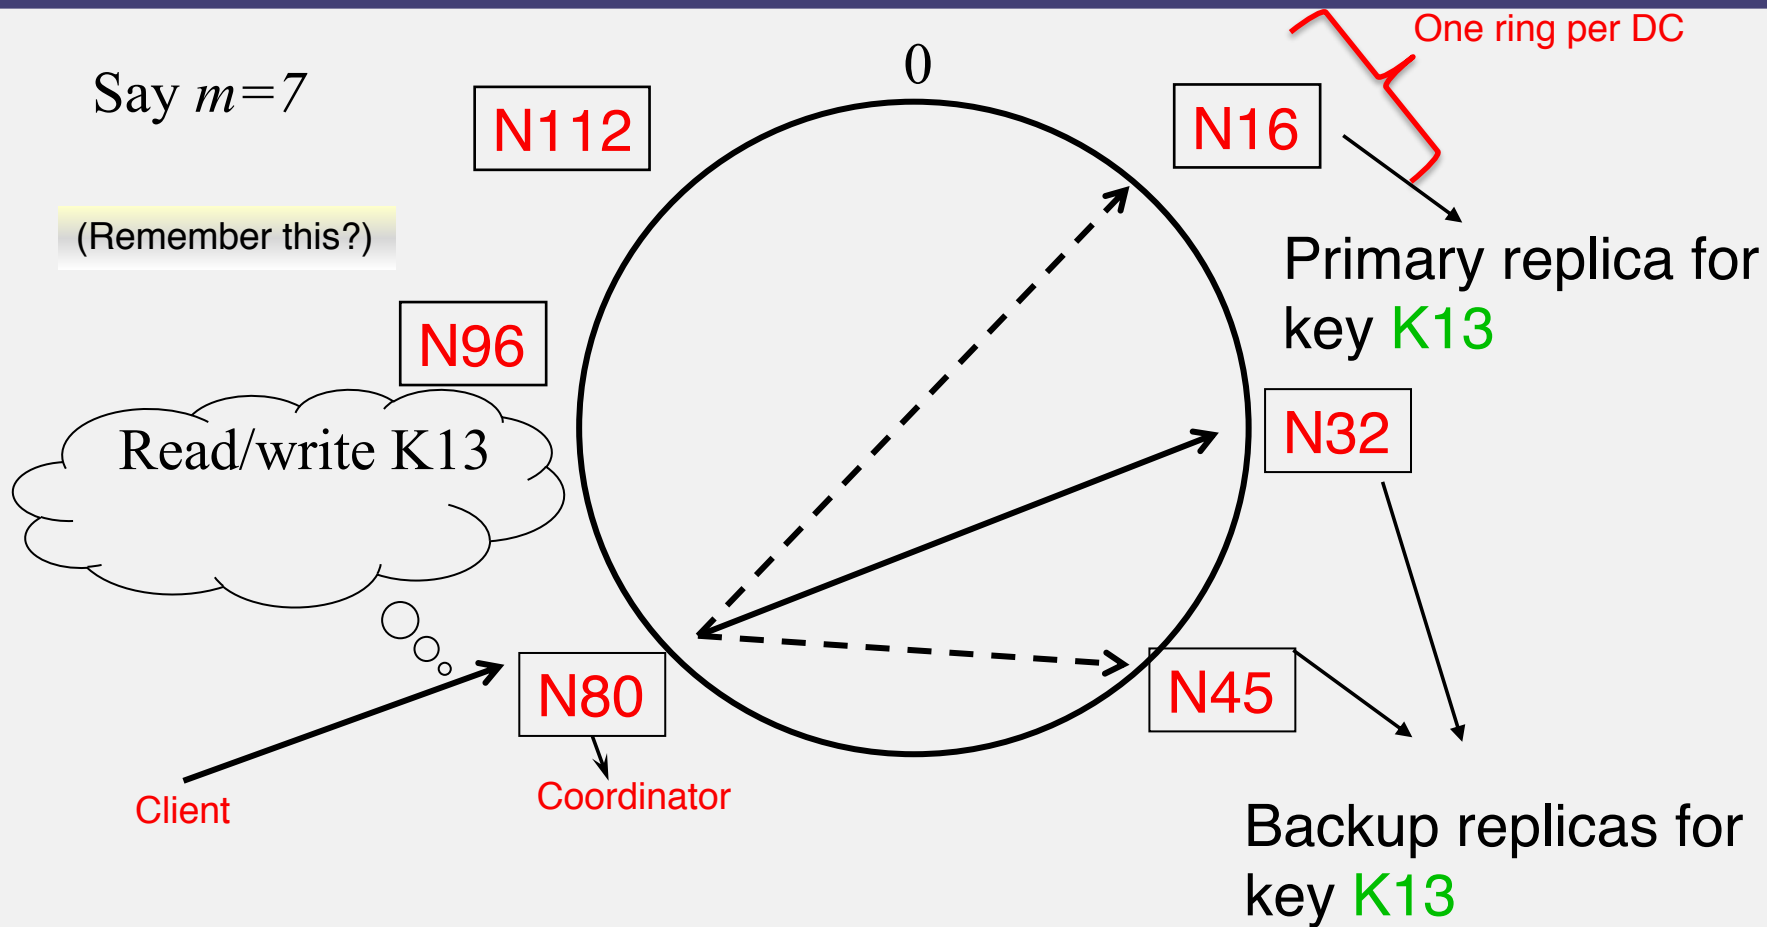 One ring per DC
0
Say m=7
N112
N16
(Remember this?)
Primary replica for
key K13
N96
N32
Read/write K13
N80
N45
Coordinator
Client
Backup replicas for
key K13